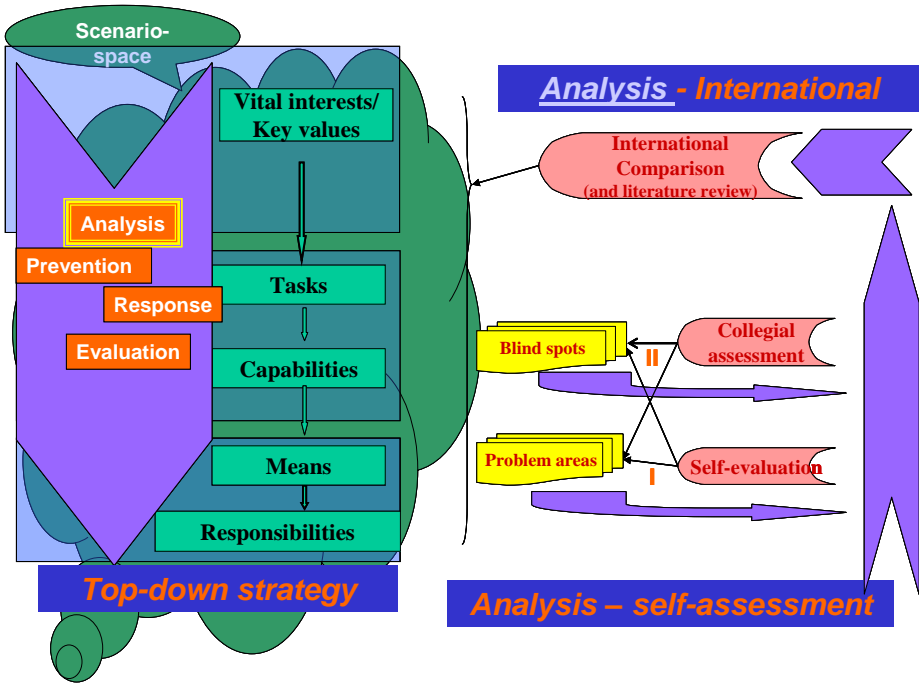 Scenario-
space
Vital interests/
Key values
Analysis
Prevention
Response
Evaluation
Tasks
Capabilities
Means
Responsibilities
Top-down strategy
Analysis - International
International
Comparison
(and literature review)
Blind spots
II
Collegial
assessment
Problem areas
I
Self-evaluation
Analysis – self-assessment